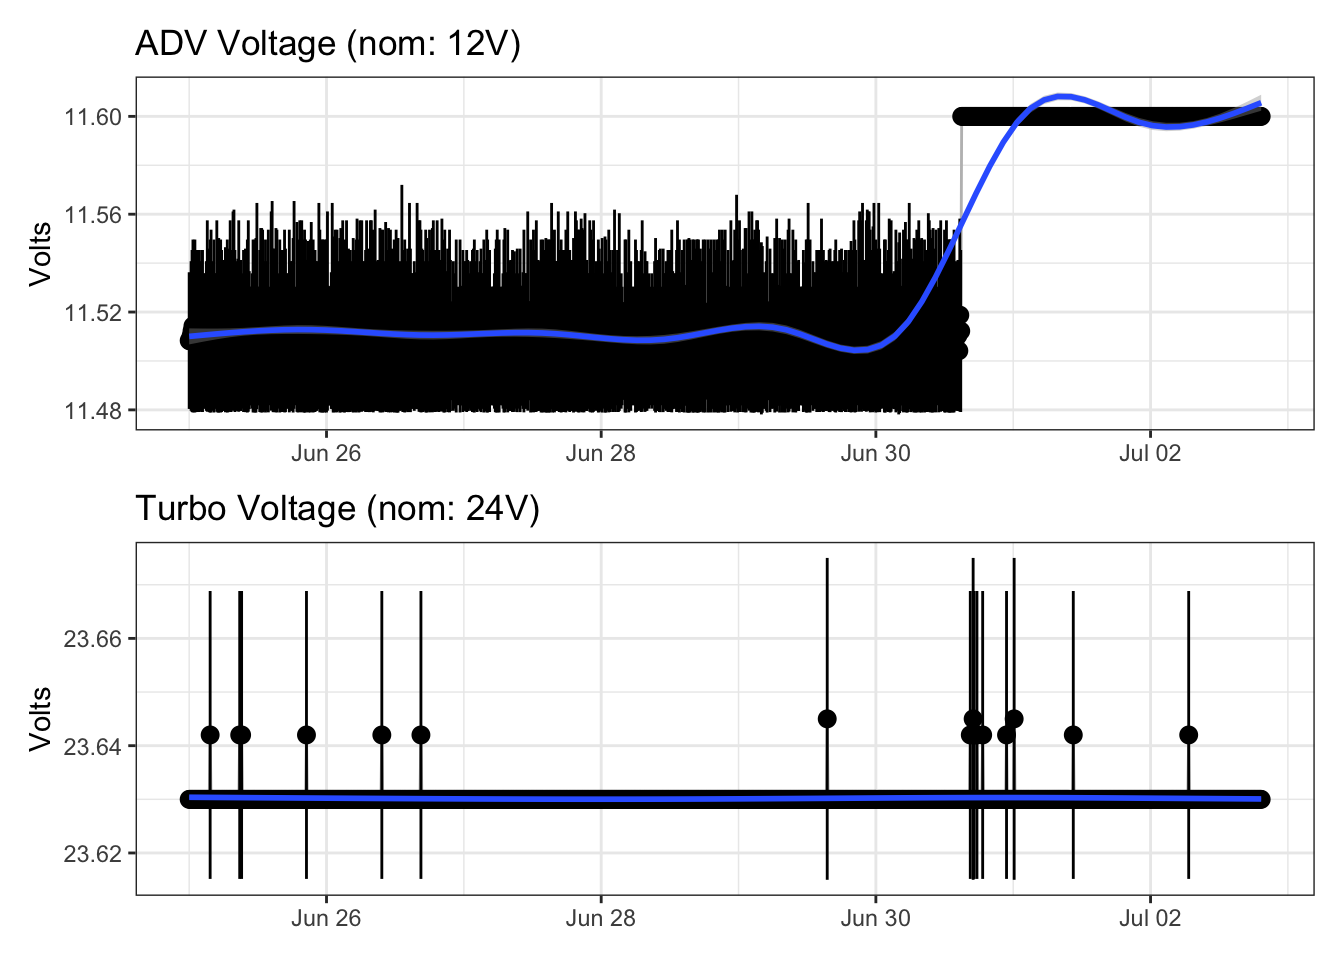 ADV Voltage (nom: 12V)
11.60
11.56
11.52
11.48
Volts
Jun 26 Jun 28 Jun 30 Jul 02
Turbo Voltage (nom: 24V)
23.66
23.64
23.62
Volts
Jun 26 Jun 28 Jun 30 Jul 02